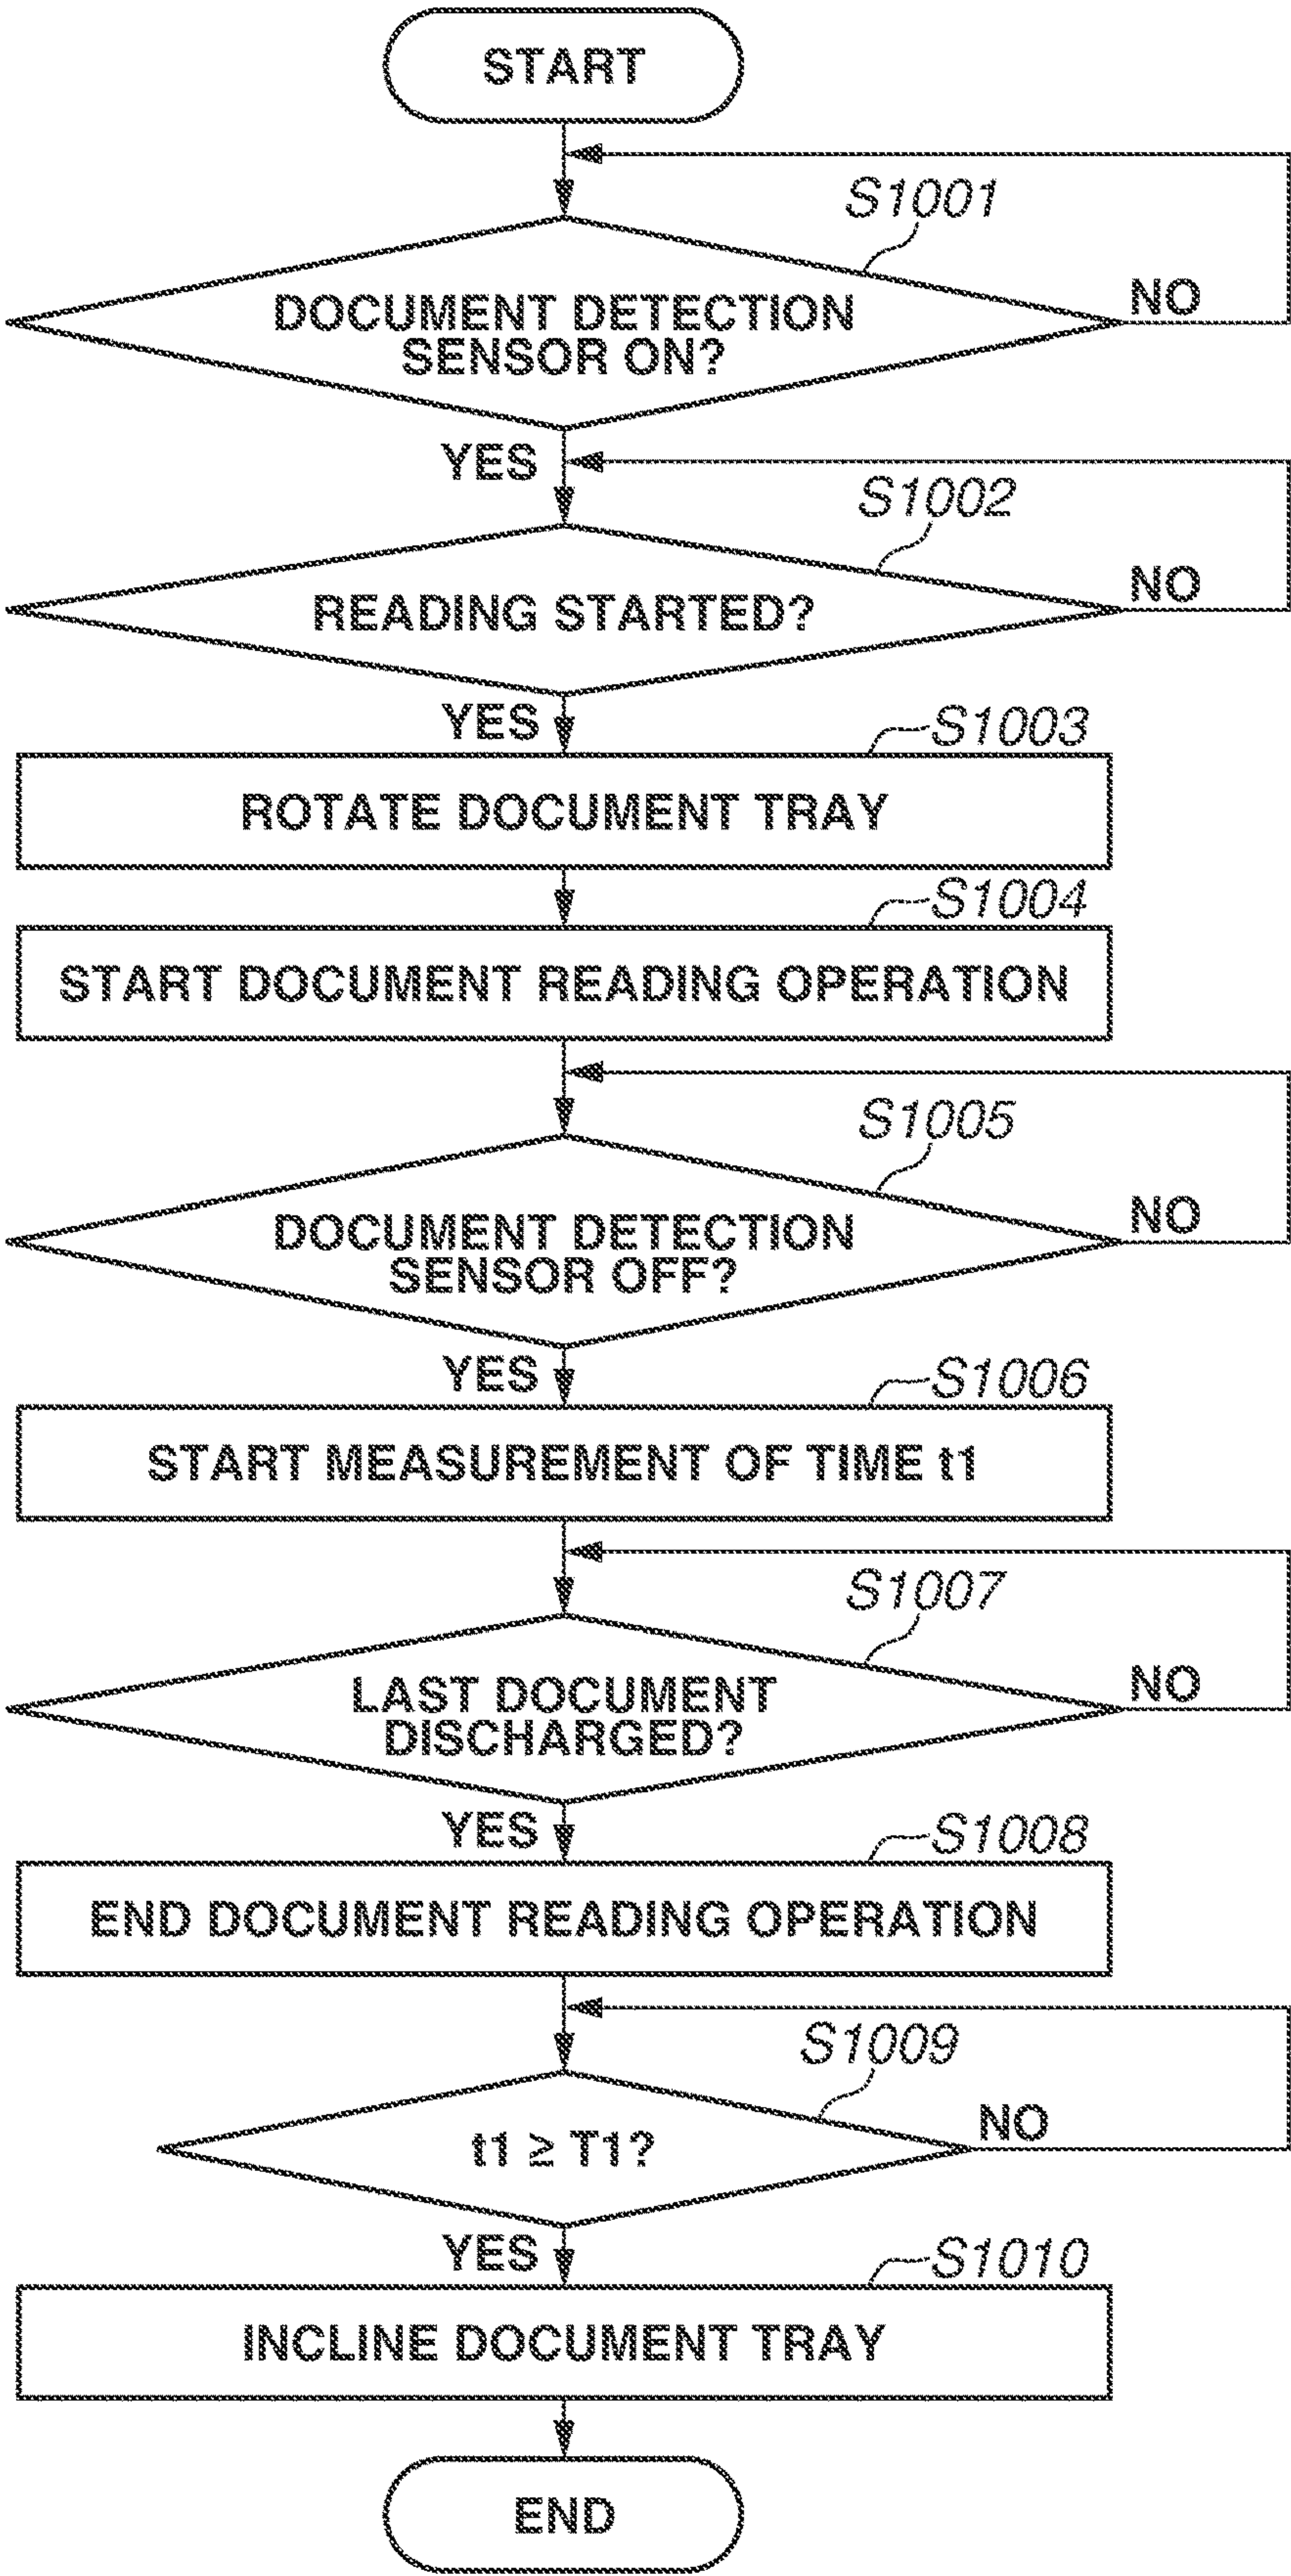 START
S1001
NO
DOCUMENT DETECTION
SENSOR ON?
YES
S1002
NO
READING STARTED?
YES
S1003
ROTATE DOCUMENT TRAY
S1004
START DOCUMENT READING OPERATION
S1005
NO
DOCUMENT DETECTION
SENSOR OFF?
YES
S1006
START MEASUREMENT OF TIME t1
S1007
NO
LAST DOCUMENT
DISCHARGED?
YES
S1008
END DOCUMENT READING OPERATION
S1009
NO
t1 ≥ T1?
YES
S1010
INCLINE DOCUMENT TRAY
END